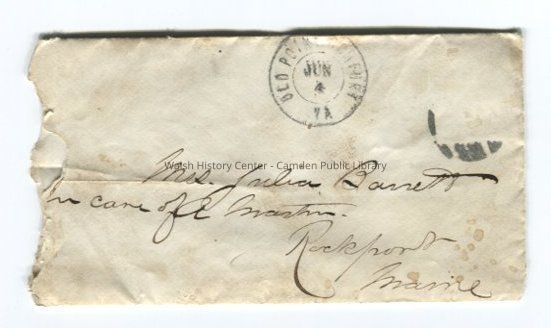 OLD POINT COMFORT
JUN
4
VA
Walsh History Center - Camden Public Library
Mrs. Julia Barrett
In care of E Martin.
Rockport
Maine